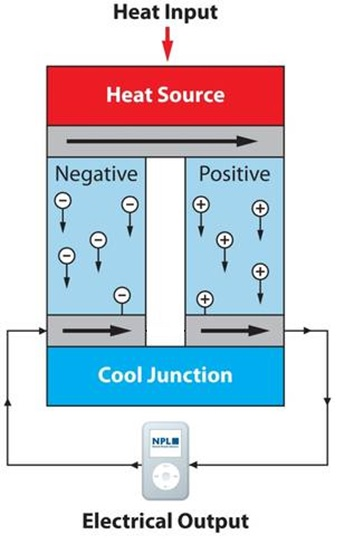 Heat Input
Heat Source
Negative
Positive
Cool Junction
NPL
Electrical Output